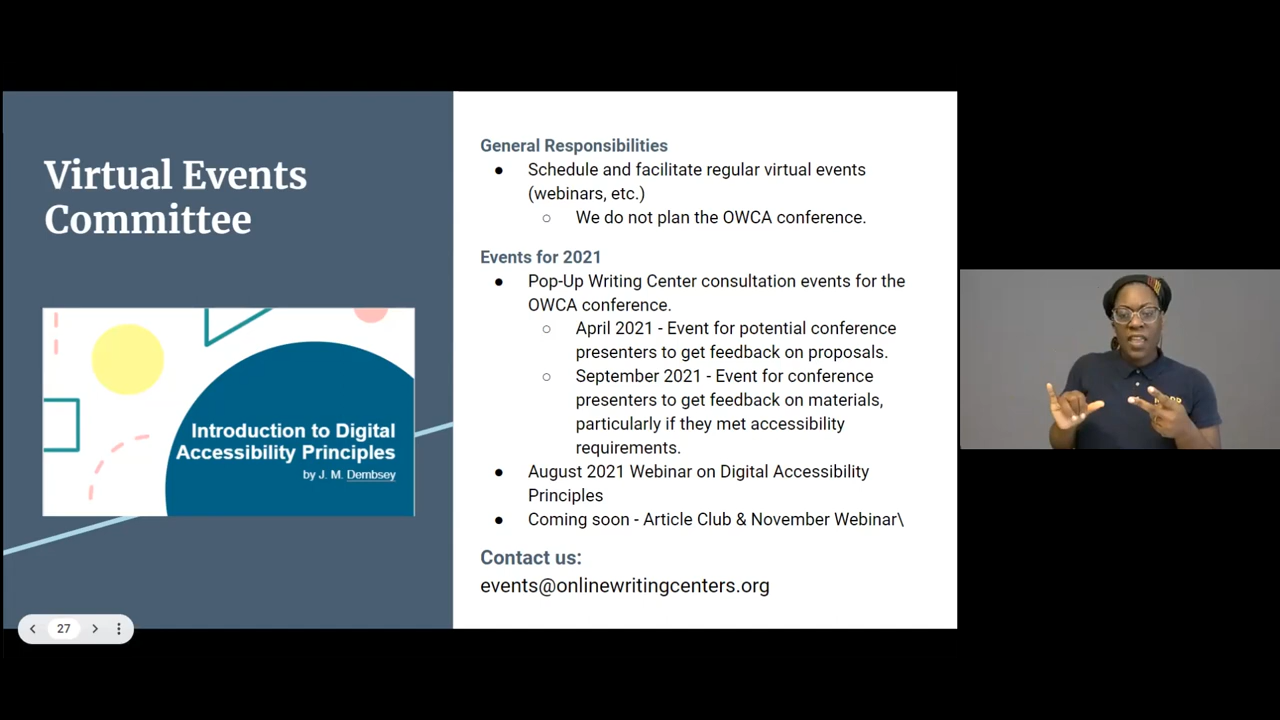 Virtual Events
Committee
Introduction to Digital
Accessibility Principles
by J. M. Dembsey
27
General Responsibilities
● Schedule and facilitate regular virtual events
(webinars, etc.)
○ We do not plan the OWCA conference.
Events for 2021
● Pop-Up Writing Center consultation events for the
OWCA conference.
○ April 2021 - Event for potential conference
presenters to get feedback on proposals.
○ September 2021 - Event for conference
presenters to get feedback on materials,
particularly if they met accessibility
requirements.
● August 2021 Webinar on Digital Accessibility
Principles
● Coming soon - Article Club & November Webinar\
Contact us:
events@onlinewritingcenters.org